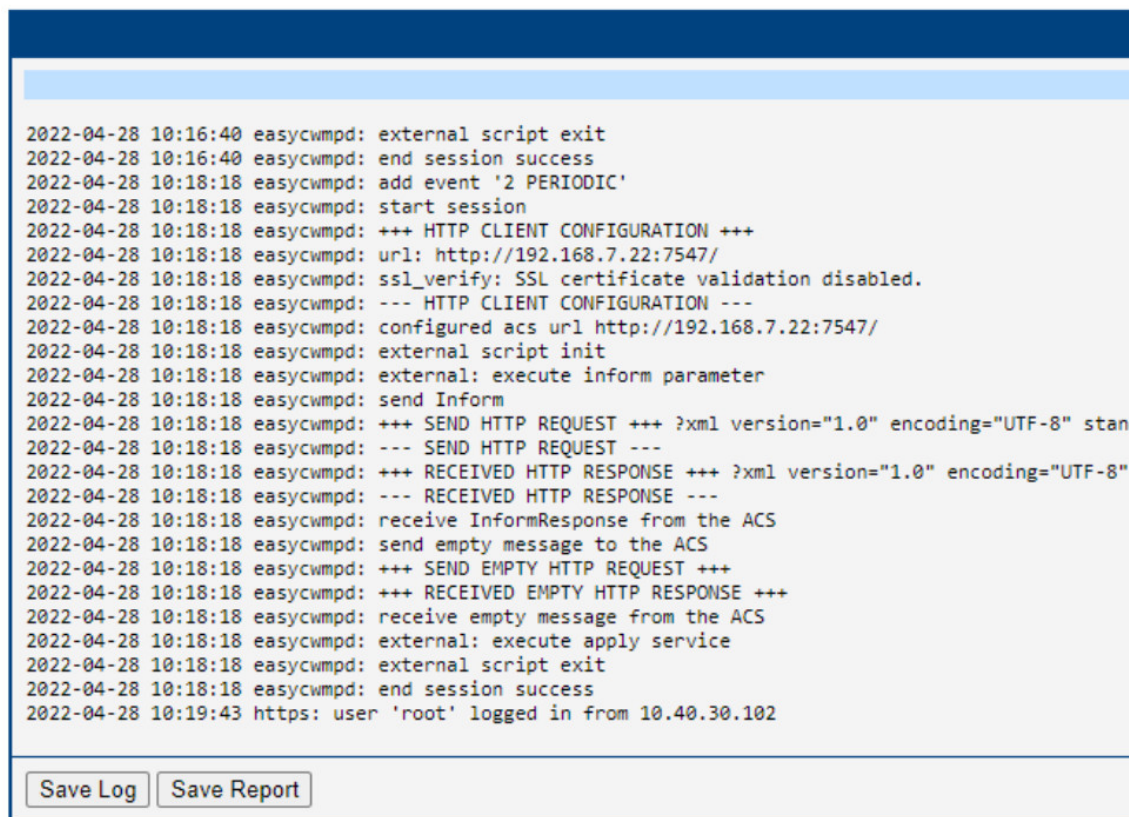 2022-04-28 10:16:40 easycwmpd: external script exit
2022-04-28 10:16:40 easycwmpd: end session success
2022-04-28 10:18:18 easycwmpd: add event '2 PERIODIC'
2022-04-28 10:18:18 easycwmpd: start session
2022-04-28 10:18:18 easycwmpd: +++ HTTP CLIENT CONFIGURATION +++
2022-04-28 10:18:18 easycwmpd: url: http://192.168.7.22:7547/
2022-04-28 10:18:18 easycwmpd: ssl_verify: SSL certificate validation disabled.
2022-04-28 10:18:18 easycwmpd: --- HTTP CLIENT CONFIGURATION ---
2022-04-28 10:18:18 easycwmpd: configured acs url http://192.168.7.22:7547/
2022-04-28 10:18:18 easycwmpd: external script init
2022-04-28 10:18:18 easycwmpd: external: execute inform parameter
2022-04-28 10:18:18 easycwmpd: send Inform
2022-04-28 10:18:18 easycwmpd: +++ SEND HTTP REQUEST +++ ?xml version="1.0" encoding="UTF-8" stan
2022-04-28 10:18:18 easycwmpd: --- SEND HTTP REQUEST ---
2022-04-28 10:18:18 easycwmpd: +++ RECEIVED HTTP RESPONSE +++ ?xml version="1.0" encoding="UTF-8"
2022-04-28 10:18:18 easycwmpd: --- RECEIVED HTTP RESPONSE ---
2022-04-28 10:18:18 easycwmpd: receive InformResponse from the ACS
2022-04-28 10:18:18 easycwmpd: send empty message to the ACS
2022-04-28 10:18:18 easycwmpd: +++ SEND EMPTY HTTP REQUEST +++
2022-04-28 10:18:18 easycwmpd: +++ RECEIVED EMPTY HTTP RESPONSE +++
2022-04-28 10:18:18 easycwmpd: receive empty message from the ACS
2022-04-28 10:18:18 easycwmpd: external: execute apply service
2022-04-28 10:18:18 easycwmpd: external script exit
2022-04-28 10:18:18 easycwmpd: end session success
2022-04-28 10:19:43 https: user 'root' logged in from 10.40.30.102
Save Log Save Report